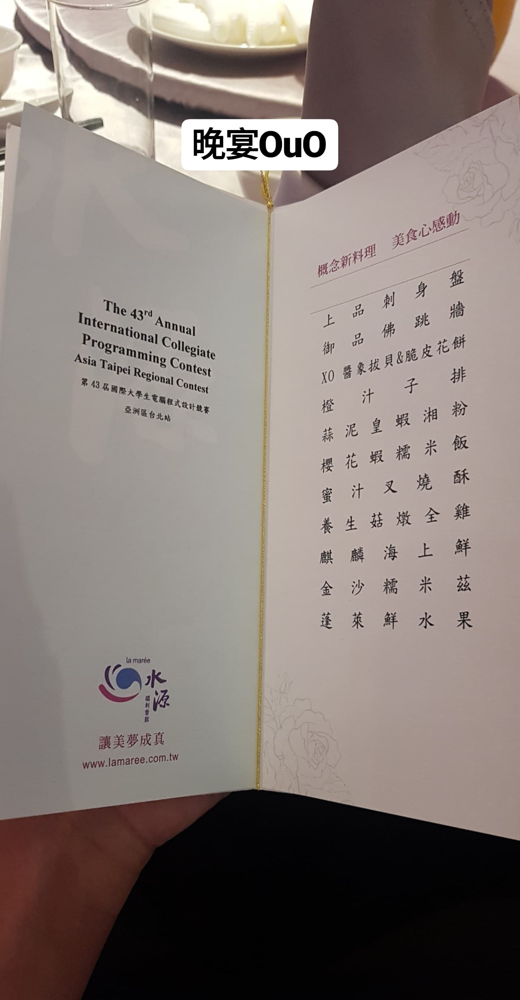 晚宴OuO
The 43rd Annual
International Collegiate
Programming Contest
Asia Taipei Regional Contest
第 43 屆國際大學生電腦程式設計競賽
亞洲區台北站
la marée
水源
福利會館
讓美夢成真
www.lamaree.com.tw
概念新料理 美食心感動
上品刺身盤
御品佛跳牆
XO 醬象拔貝&脆皮花餅
橙汁子排
蒜泥皇蝦湘粉
櫻花蝦糯米飯
蜜汁叉燒酥
養生菇燉全雞
麒麟海上鮮
金沙糯米茲
蓬萊鮮水果